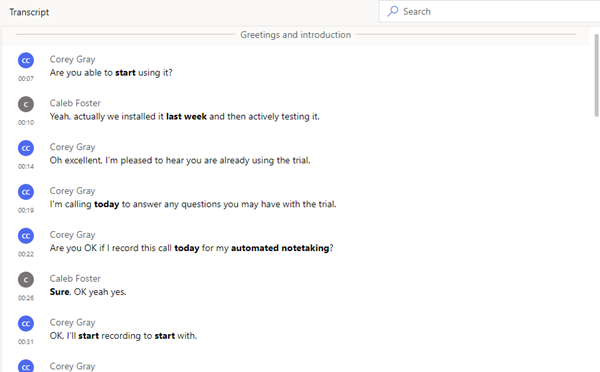 Transcript
Search
Greetings and introduction
CC
Corey Gray
00:07
Are you able to start using it?
C
Caleb Foster
00:10
Yeah, actually we installed it last week and then actively testing it.
CC
Corey Gray
00:14
Oh excellent, I'm pleased to hear you are already using the trial.
CC
Corey Gray
00:19
I'm calling today to answer any questions you may have with the trial.
CC
Corey Gray
00:22
Are you OK if I record this call today for my automated notetaking?
C
Caleb Foster
00:26
Sure, OK yeah yes.
CC
Corey Gray
00:31
OK, I'll start recording to start with.
CC
Corey Gray